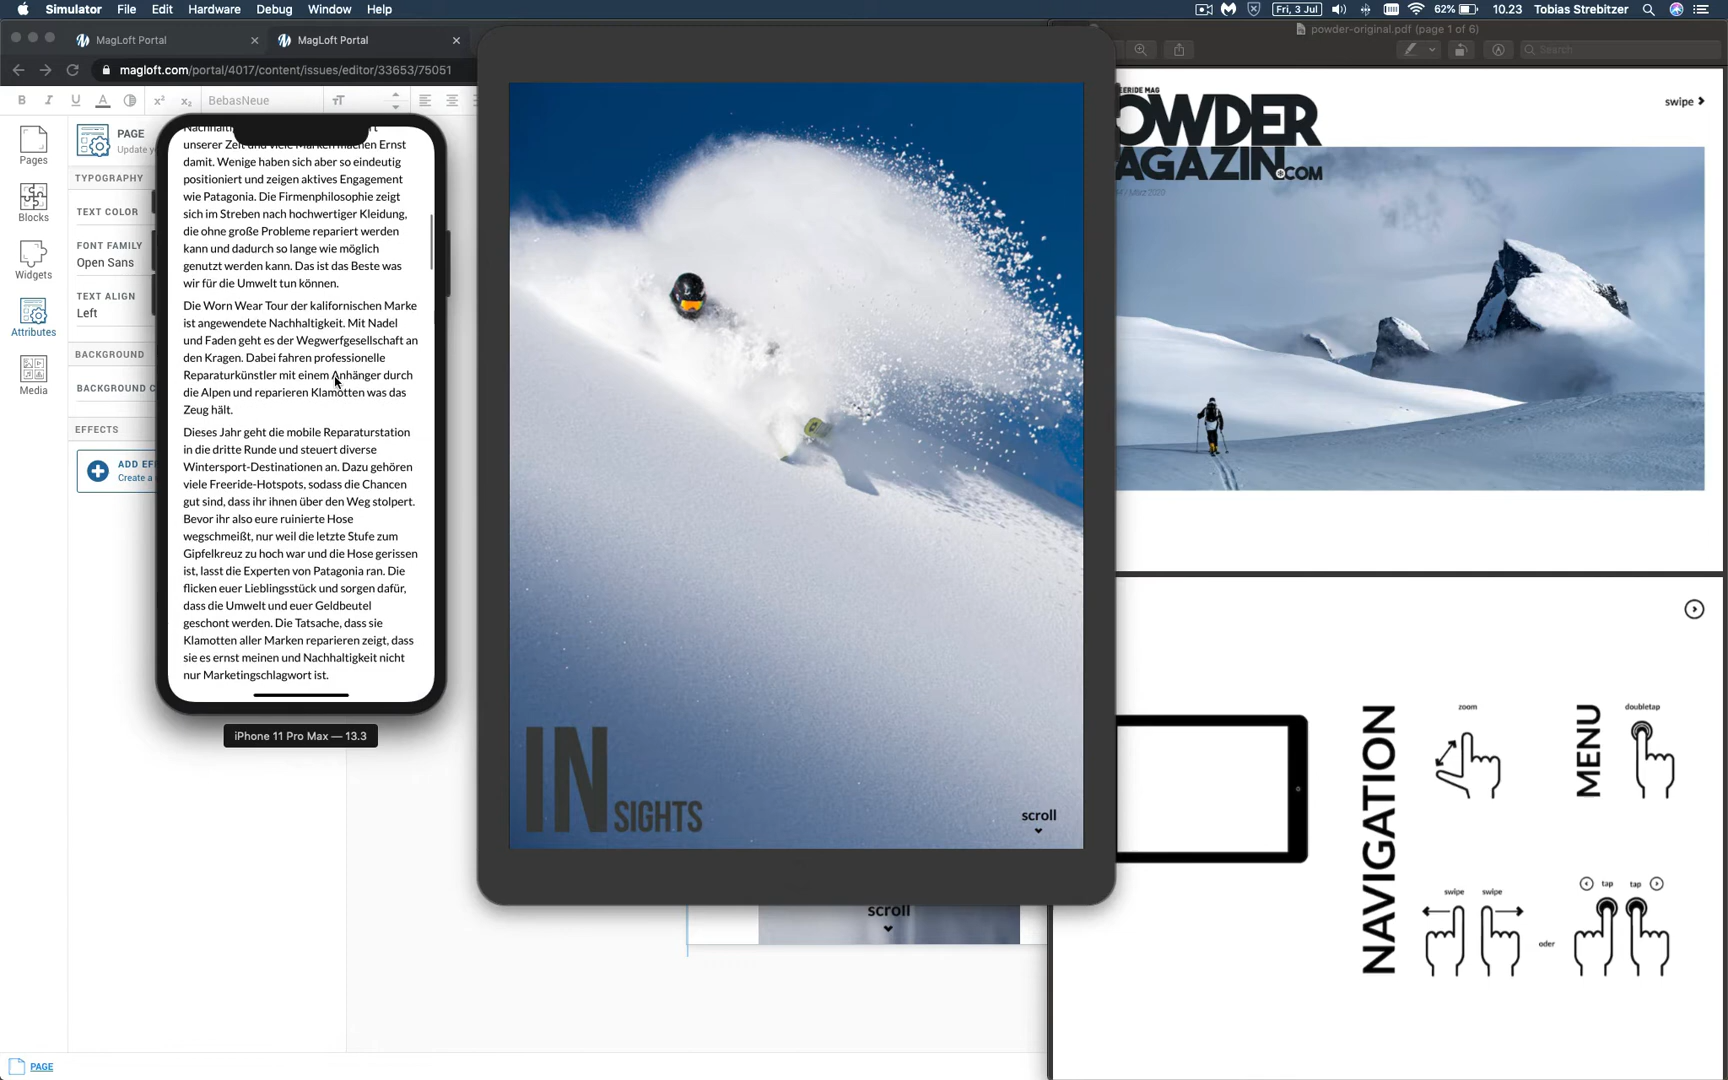 Simulator File Edit Hardware Debug Window Help
62% Fri, 3 Jul 10.23 Tobias Strebitzer
MagLoft Portal
MagLoft Portal
magloft.com/portal/4017/content/issues/editor/33653/75051
powder-original.pdf (page 1 of 6)
Search
B I U A x² x₂ BebasNeue TT
Pages
Blocks
Widgets
Attributes
Media
PAGE
TYPOGRAPHY
TEXT COLOR
FONT FAMILY
Open Sans
TEXT ALIGN
Left
BACKGROUND
BACKGROUND C
EFFECTS
ADD EF
Create a
unserer Zeit und viele Marken machen Ernst
damit. Wenige haben sich aber so eindeutig
positioniert und zeigen aktives Engagement
wie Patagonia. Die Firmenphilosophie zeigt
sich im Streben nach hochwertiger Kleidung,
die ohne große Probleme repariert werden
kann und dadurch so lange wie möglich
genutzt werden kann. Das ist das Beste was
wir für die Umwelt tun können.
Die Worn Wear Tour der kalifornischen Marke
ist angewendete Nachhaltigkeit. Mit Nadel
und Faden geht es der Wegwerfgesellschaft an
den Kragen. Dabei fahren professionelle
Reparaturkünstler mit einem Anhänger durch
die Alpen und reparieren Klamotten was das
Zeug hält.
Dieses Jahr geht die mobile Reparaturstation
in die dritte Runde und steuert diverse
Wintersport-Destinationen an. Dazu gehören
viele Freeride-Hotspots, sodass die Chancen
gut sind, dass ihr ihnen über den Weg stolpert.
Bevor ihr also eure ruinierte Hose
wegschmeißt, nur weil die letzte Stufe zum
Gipfelkreuz zu hoch war und die Hose gerissen
ist, lasst die Experten von Patagonia ran. Die
flicken euer Lieblingsstück und sorgen dafür,
dass die Umwelt und euer Geldbeutel
geschont werden. Die Tatsache, dass sie
Klamotten aller Marken reparieren zeigt, dass
sie es ernst meinen und Nachhaltigkeit nicht
nur Marketingschlagwort ist.
iPhone 11 Pro Max — 13.3
INSIGHTS
scroll
scroll
EERIDE MAG
OWDER
AGAZIN.COM
März 2020
swipe
NAVIGATION
zoom
MENU
doubletap
swipe swipe
oder
tap tap
PAGE